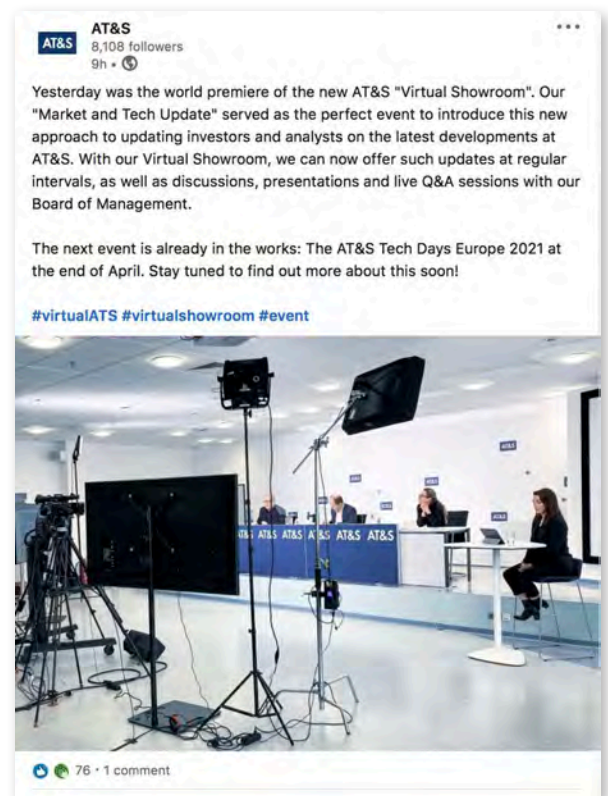 AT&S
AT&S
8,108 followers
9h •
Yesterday was the world premiere of the new AT&S "Virtual Showroom". Our
"Market and Tech Update" served as the perfect event to introduce this new
approach to updating investors and analysts on the latest developments at
AT&S. With our Virtual Showroom, we can now offer such updates at regular
intervals, as well as discussions, presentations and live Q&A sessions with our
Board of Management.
The next event is already in the works: The AT&S Tech Days Europe 2021 at
the end of April. Stay tuned to find out more about this soon!
#virtualATS #virtualshowroom #event
AT&S
AT&S
AT&S
AT&S
AT&S
AT&S AT&S AT&S A &S AT&S AT&S
76 · 1 comment